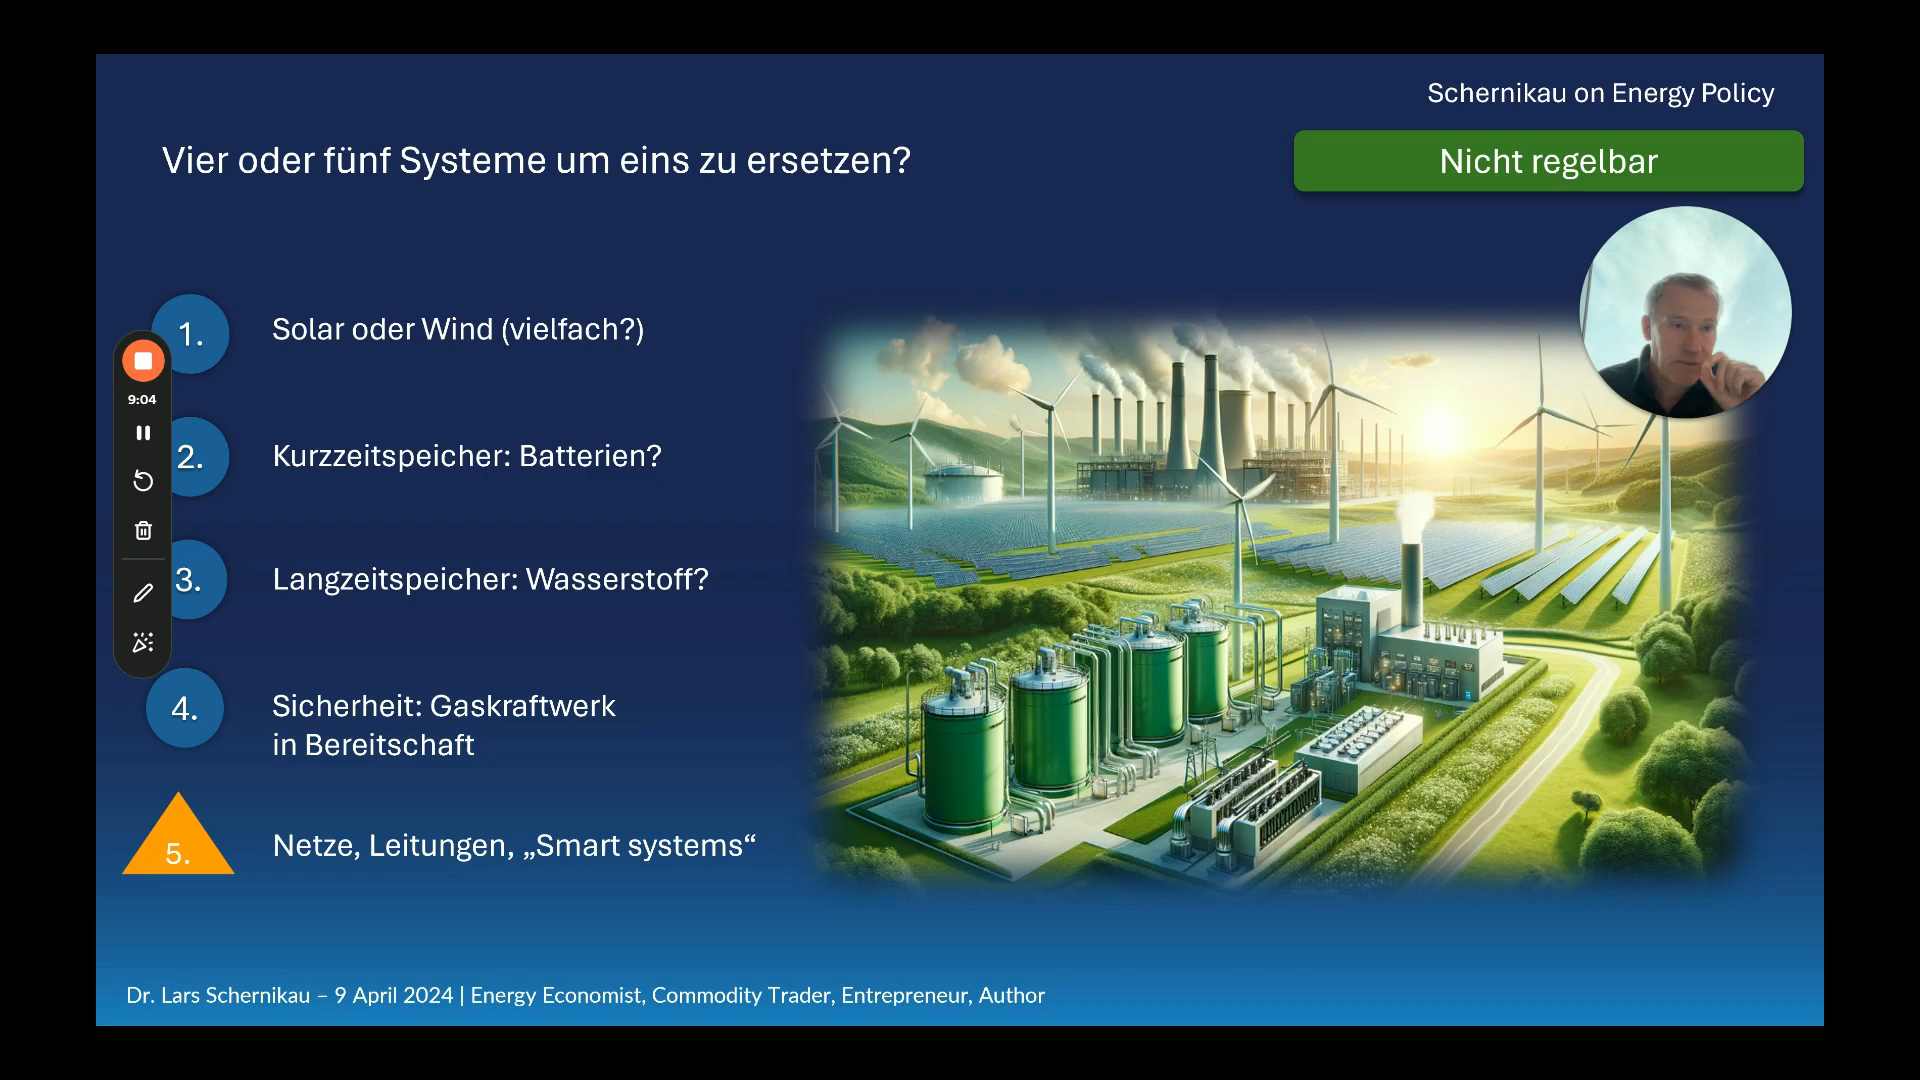 Schernikau on Energy Policy
Vier oder fünf Systeme um eins zu ersetzen?
Nicht regelbar
1. Solar oder Wind (vielfach?)
9:04
2. Kurzzeitspeicher: Batterien?
3. Langzeitspeicher: Wasserstoff?
4. Sicherheit: Gaskraftwerk
in Bereitschaft
5. Netze, Leitungen, „Smart systems“
Dr. Lars Schernikau – 9 April 2024 | Energy Economist, Commodity Trader, Entrepreneur, Author